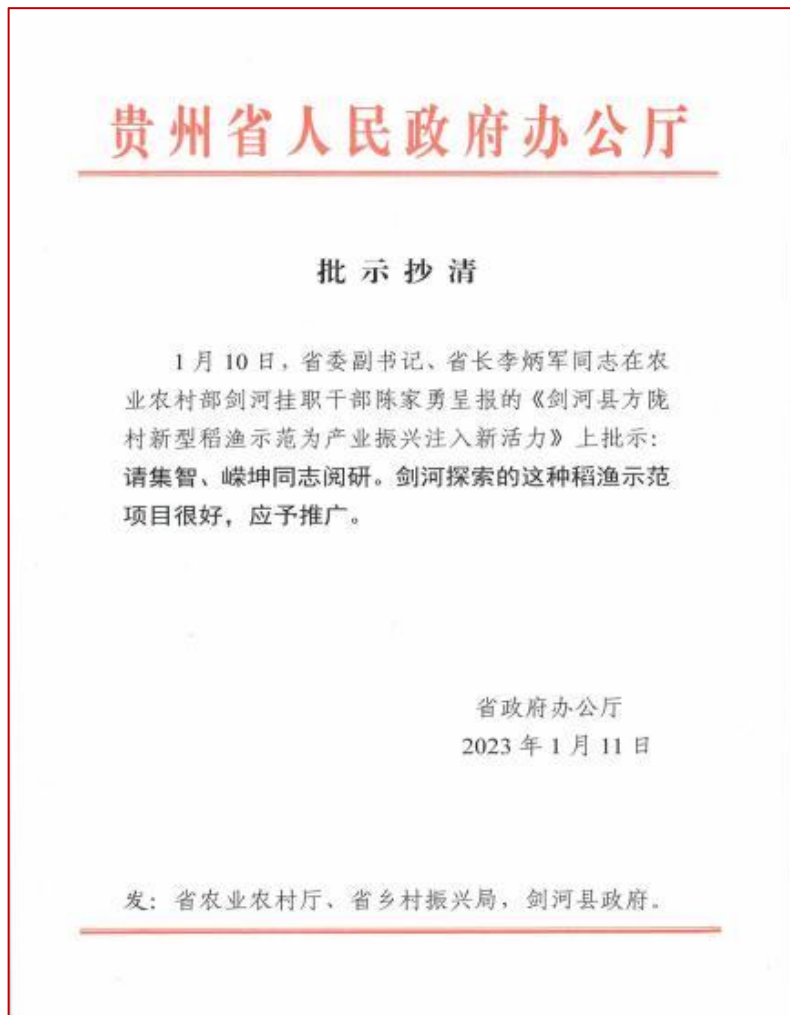 贵州省人民政府办公厅
批示抄清
1月10日，省委副书记、省长李炳军同志在农
业农村部剑河挂职干部陈家勇呈报的《剑河县方陇
村新型稻渔示范为产业振兴注入新活力》上批示：
请集智、嵘坤同志阅研。剑河探索的这种稻渔示范
项目很好，应予推广。
省政府办公厅
2023年1月11日
发：省农业农村厅、省乡村振兴局，剑河县政府。